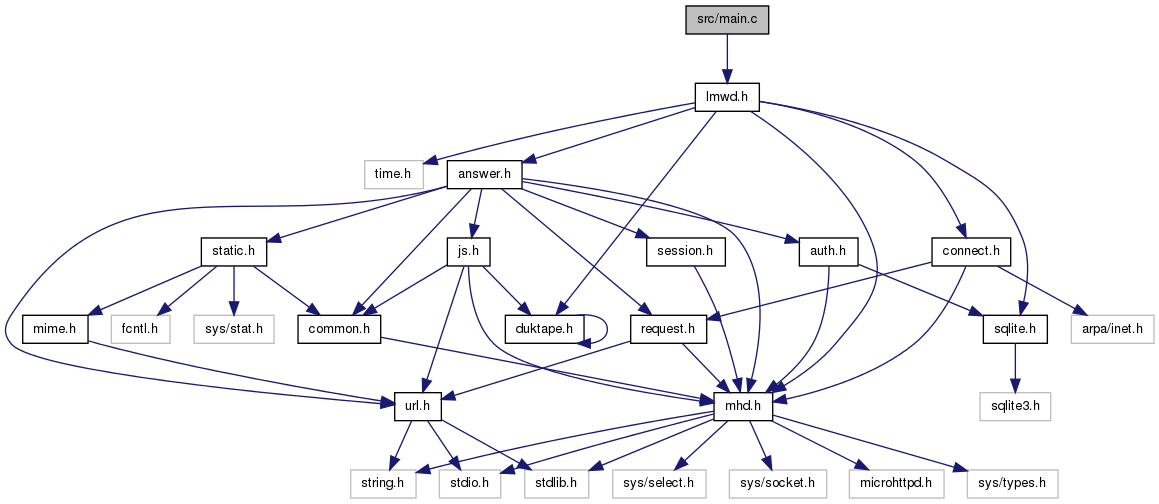 src/main.c
lmwd.h
time.h
answer.h
static.h
js.h
session.h
auth.h
connect.h
mime.h
fcntl.h
sys/stat.h
common.h
duktape.h
request.h
sqlite.h
arpa/inet.h
url.h
mhd.h
sqlite3.h
string.h
stdio.h
stdlib.h
sys/select.h
sys/socket.h
microhttpd.h
sys/types.h